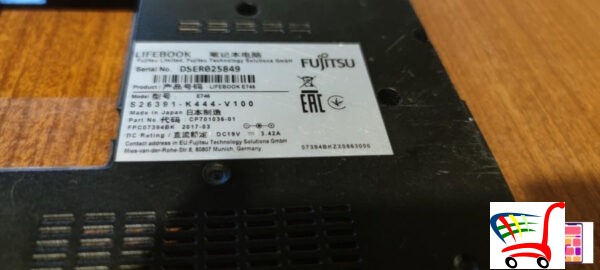 LIFEBOOK 笔记本电脑
Fujitsu Limited, Fujitsu Technology Solutions GmbH
FUJITSU
Serial No. DSER025849
Product / 产品号码 LIFEBOOK E746
Model 型号 E746
S26391-K444-V100
Made in Japan 日本制造
Part No. 代码 CP701036-01
FPC07394BK 2017-03
DC Rating / 直流额定 DC19V 3.42A
Contact address in EU Fujitsu Technology Solutions GmbH
Mies-van-der-Rohe-Str 8, 80807 Munich, Germany
EAC
07394BKZX0863000